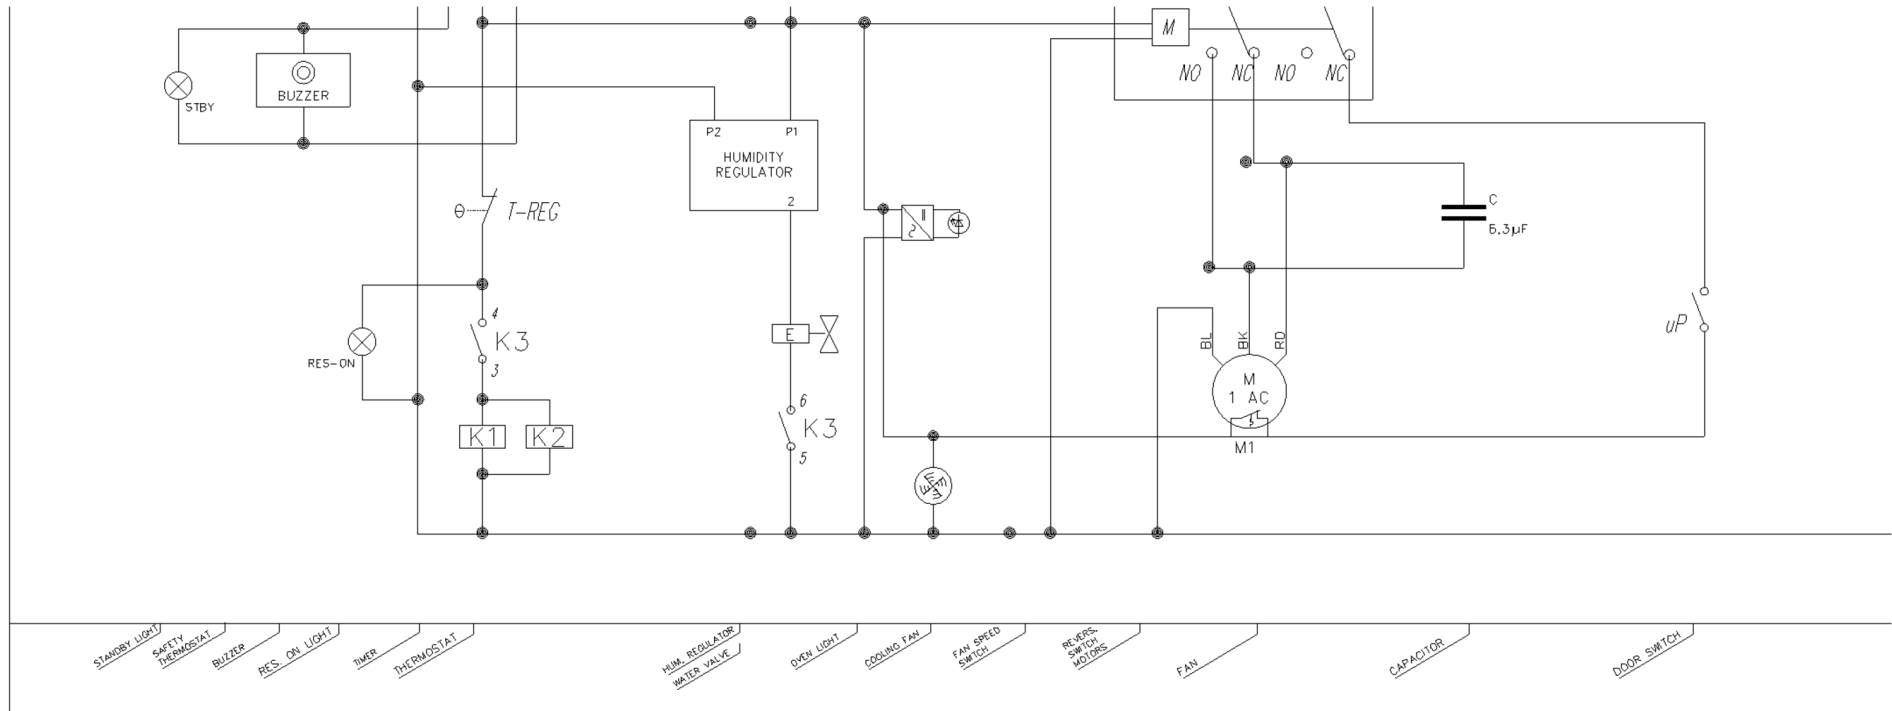 M
NO NC NO NC
BUZZER
STBY
P2 P1
HUMIDITY
REGULATOR
2
θ T-REG
C
6,3µF
4
K3
3
RES-ON
E
uP
BL BK RD
M
1 AC
M1
6
K3
5
K1 K2
STANDBY LIGHT
SAFETY
THERMOSTAT
BUZZER
RES. ON LIGHT
TIMER
THERMOSTAT
HUM. REGULATOR
WATER VALVE
OVEN LIGHT
COOLING FAN
FAN SPEED
SWITCH
REVERS.
SWITCH
MOTORS
FAN
CAPACITOR
DOOR SWITCH